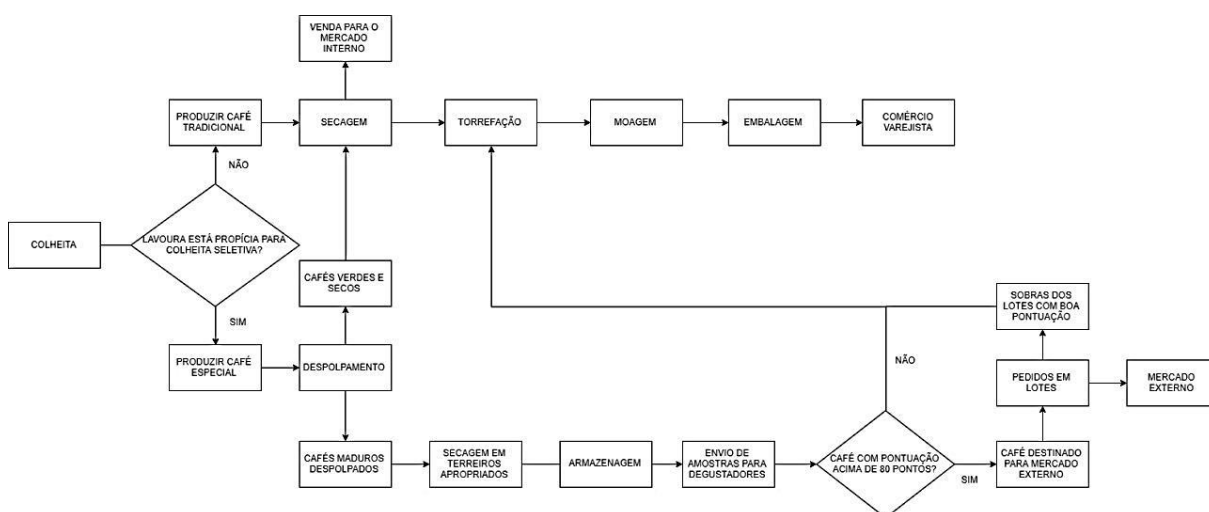 VENDA PARA O
MERCADO
INTERNO
PRODUZIR CAFÉ
TRADICIONAL
SECAGEM
TORREFAÇÃO
MOAGEM
EMBALAGEM
COMÉRCIO
VAREJISTA
NÃO
COLHEITA
LAVOURA ESTÁ PROPÍCIA PARA
COLHEITA SELETIVA?
SIM
CAFÉS VERDES E
SECOS
PRODUZIR CAFÉ
ESPECIAL
DESPOLPAMENTO
CAFÉS MADUROS
DESPOLPADOS
SECAGEM EM
TERREIROS
APROPRIADOS
ARMAZENAGEM
ENVIO DE
AMOSTRAS PARA
DEGUSTADORES
CAFÉ COM PONTUAÇÃO
ACIMA DE 80 PONTOS?
NÃO
SIM
CAFÉ DESTINADO
PARA MERCADO
EXTERNO
PEDIDOS EM
LOTES
MERCADO
EXTERNO
SOBRAS DOS
LOTES COM BOA
PONTUAÇÃO